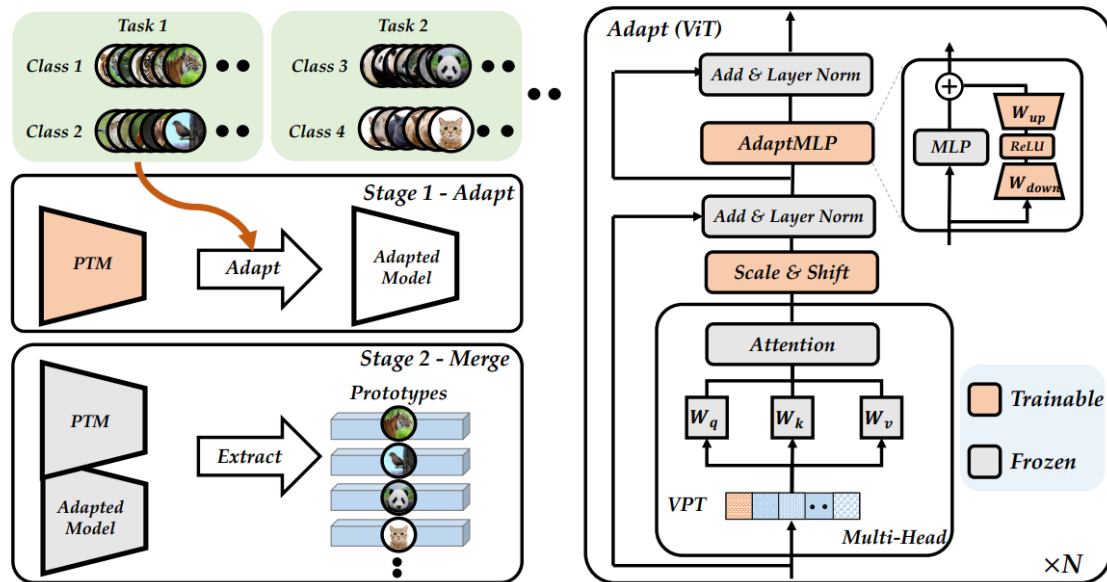 Task 1
Class 1
Class 2
Task 2
Class 3
Class 4
Stage 1 - Adapt
PTM
Adapt
Adapted
Model
Stage 2 - Merge
PTM
Adapted
Model
Extract
Prototypes
Adapt (ViT)
Add & Layer Norm
AdaptMLP
Add & Layer Norm
Scale & Shift
Attention
W_q
W_k
W_v
VPT
Multi-Head
×N
W_up
ReLU
W_down
MLP
+
Trainable
Frozen